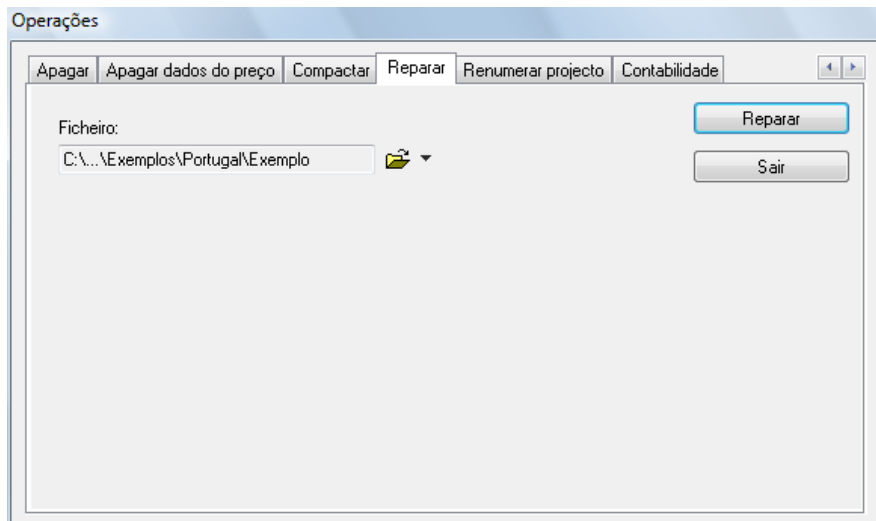 Operações
Apagar Apagar dados do preço Compactar Reparar Renumerar projecto Contabilidade
Reparar
Ficheiro:
C:\...\Exemplos\Portugal\Exemplo
Sair